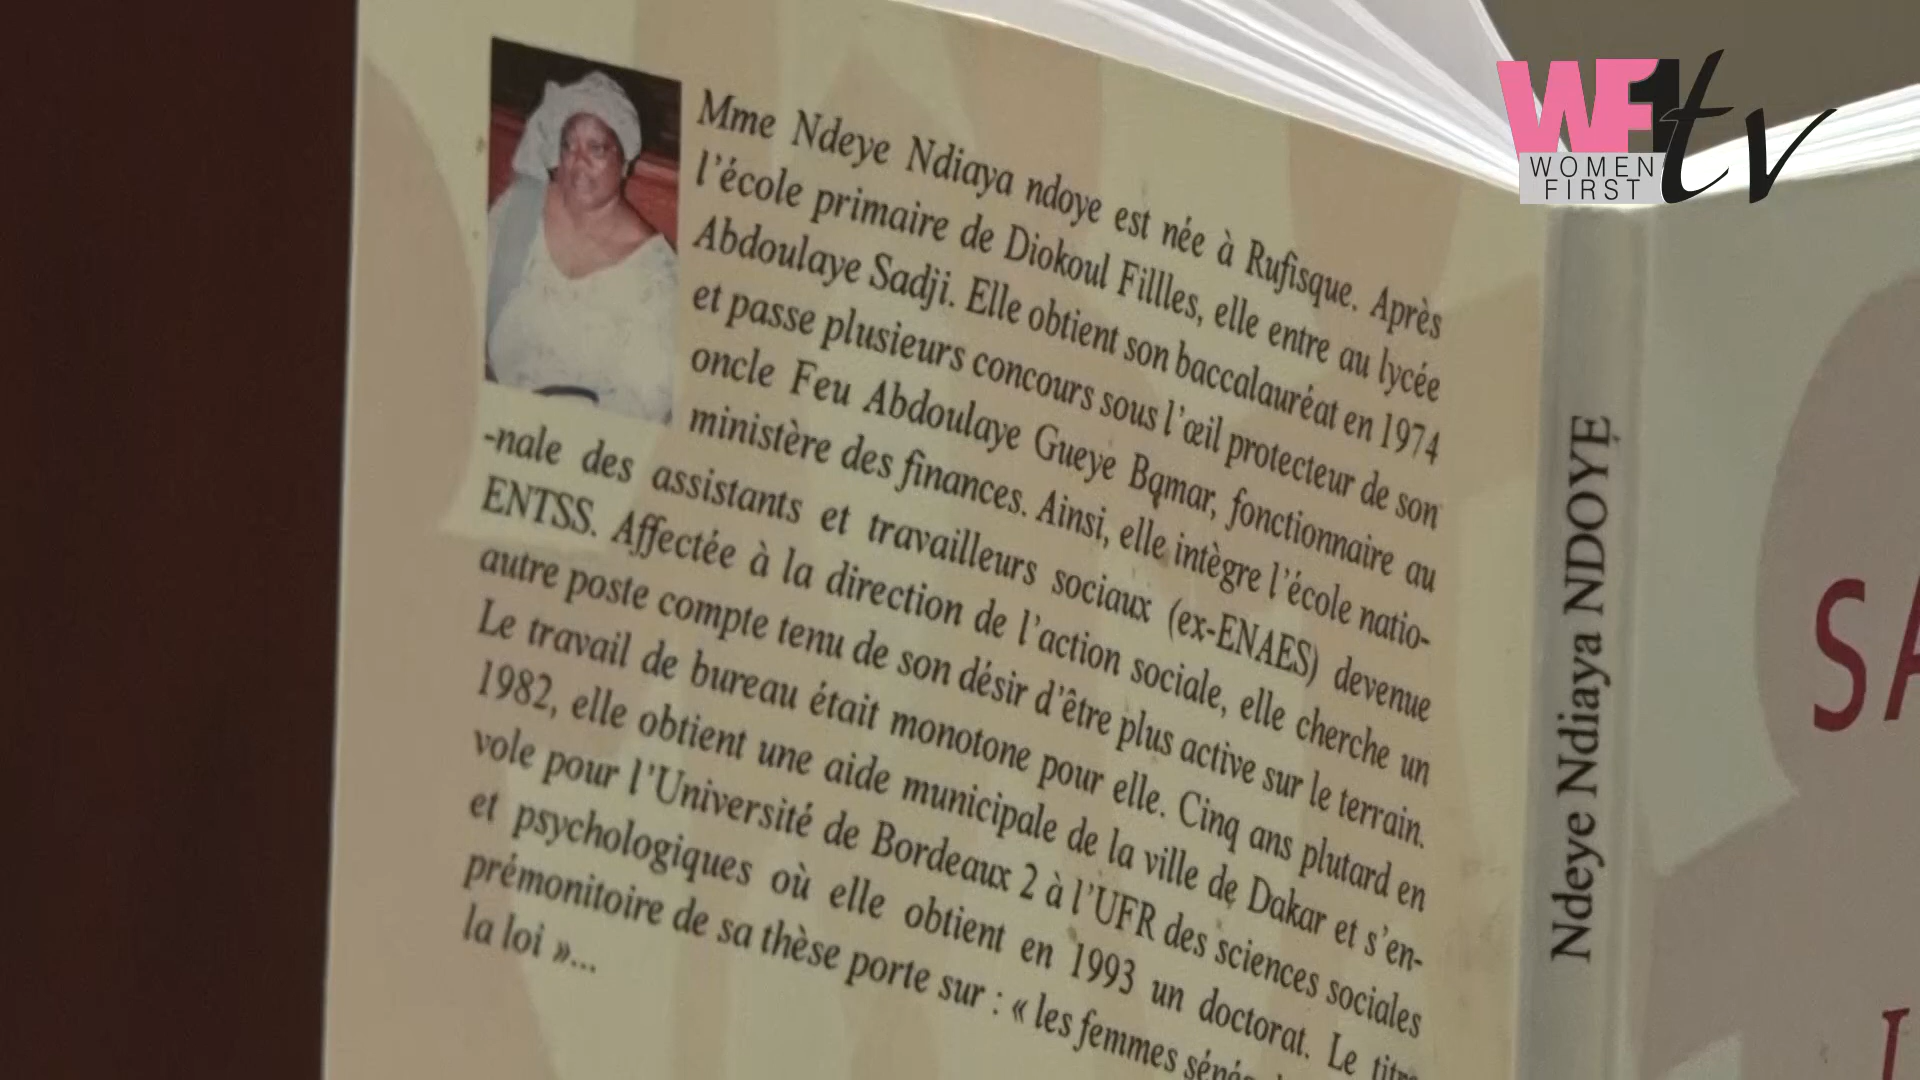 WF1 tv
WOMEN
FIRST
Mme Ndeye Ndiaya ndoye est née à Rufisque. Après
l'école primaire de Diokoul Fillles, elle entre au lycée
Abdoulaye Sadji. Elle obtient son baccalauréat en 1974
et passe plusieurs concours sous l'œil protecteur de son
oncle Feu Abdoulaye Gueye Bqmar, fonctionnaire au
ministère des finances. Ainsi, elle intègre l'école natio-
-nale des assistants et travailleurs sociaux (ex-ENAES) devenue
ENTSS. Affectée à la direction de l'action sociale, elle cherche un
autre poste compte tenu de son désir d'être plus active sur le terrain.
Le travail de bureau était monotone pour elle. Cinq ans plutard en
1982, elle obtient une aide municipale de la ville de Dakar et s'en-
vole pour l'Université de Bordeaux 2 à l'UFR des sciences sociales
et psychologiques où elle obtient en 1993 un doctorat. Le titre
prémonitoire de sa thèse porte sur : « les femmes
la loi »...
Ndeye Ndiaya NDOYÉ
SA